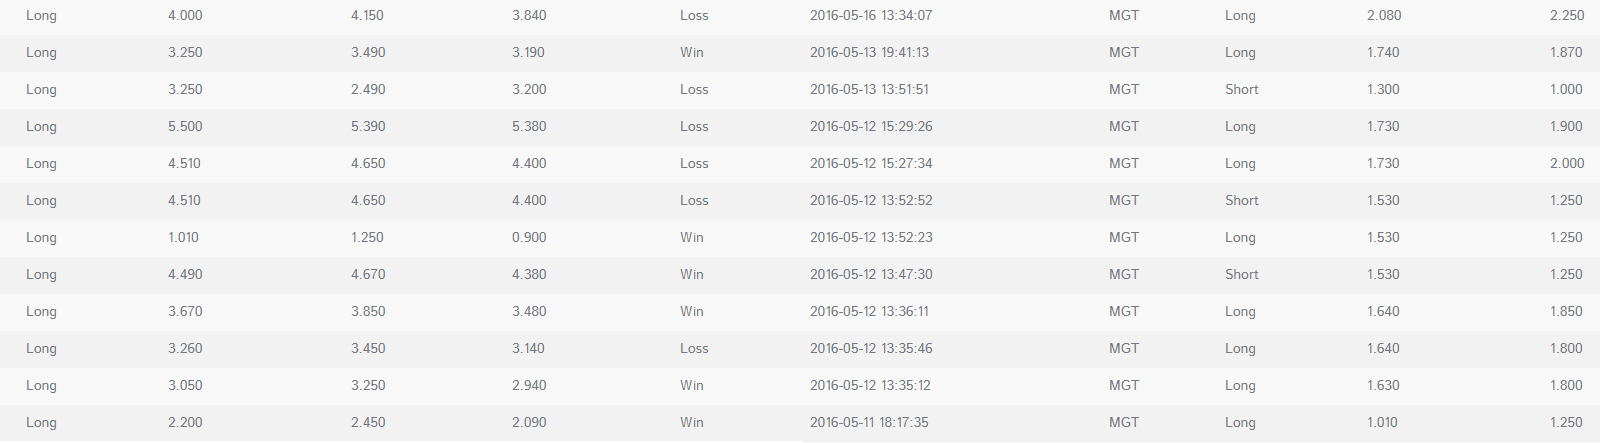 Long 4.000 4.150 3.840 Loss 2016-05-16 13:34:07 MGT Long 2.080 2.250
Long 3.250 3.490 3.190 Win 2016-05-13 19:41:13 MGT Long 1.740 1.870
Long 3.250 2.490 3.200 Loss 2016-05-13 13:51:51 MGT Short 1.300 1.000
Long 5.500 5.390 5.380 Loss 2016-05-12 15:29:26 MGT Long 1.730 1.900
Long 4.510 4.650 4.400 Loss 2016-05-12 15:27:34 MGT Long 1.730 2.000
Long 4.510 4.650 4.400 Loss 2016-05-12 13:52:52 MGT Short 1.530 1.250
Long 1.010 1.250 0.900 Win 2016-05-12 13:52:23 MGT Long 1.530 1.250
Long 4.490 4.670 4.380 Win 2016-05-12 13:47:30 MGT Short 1.530 1.250
Long 3.670 3.850 3.480 Win 2016-05-12 13:36:11 MGT Long 1.640 1.850
Long 3.260 3.450 3.140 Loss 2016-05-12 13:35:46 MGT Long 1.640 1.800
Long 3.050 3.250 2.940 Win 2016-05-12 13:35:12 MGT Long 1.630 1.800
Long 2.200 2.450 2.090 Win 2016-05-11 18:17:35 MGT Long 1.010 1.250